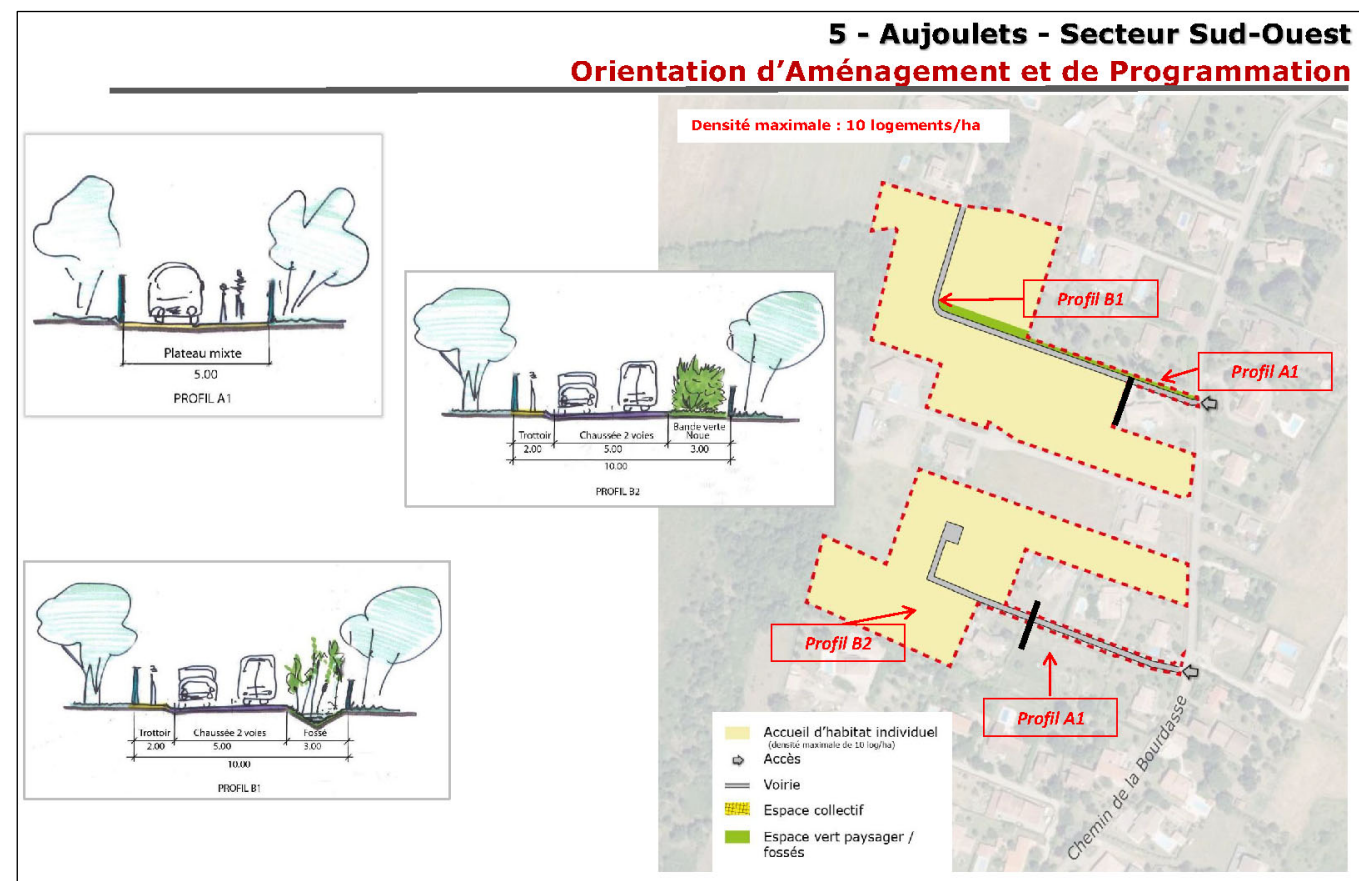 5 - Aujoulets - Secteur Sud-Ouest
Orientation d'Aménagement et de Programmation
Densité maximale : 10 logements/ha
Plateau mixte
5.00
PROFIL A1
Trottoir
Chaussée 2 voies
Bande verte
Noue
2.00
5.00
3.00
10.00
PROFIL B2
Trottoir
Chaussée 2 voies
Fossé
2.00
5.00
3.00
10.00
PROFIL B1
Profil B1
Profil A1
Profil B2
Profil A1
Chemin de la Bourdasse
Accueil d'habitat individuel
(densité maximale de 10 log/ha)
Accès
Voirie
Espace collectif
Espace vert paysager /
fossés